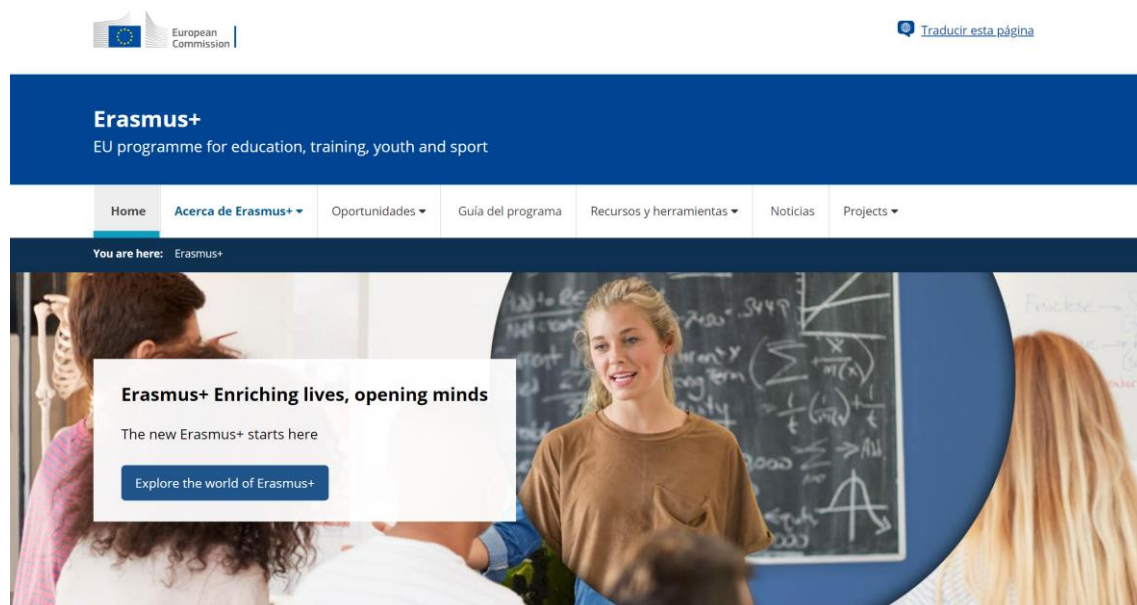 European
Commission
Traducir esta página
Erasmus+
EU programme for education, training, youth and sport
Home Acerca de Erasmus+ Oportunidades Guía del programa Recursos y herramientas Noticias Projects
You are here: Erasmus+
Erasmus+ Enriching lives, opening minds
The new Erasmus+ starts here
Explore the world of Erasmus+